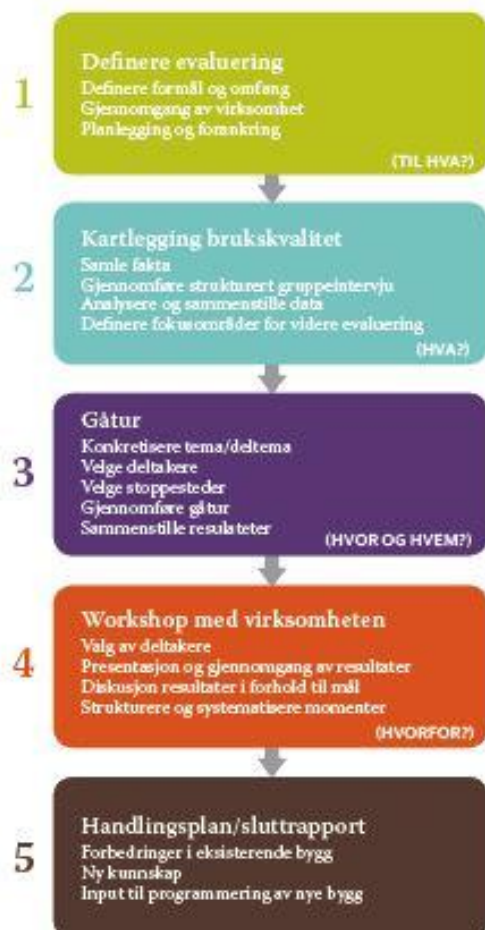 1
Definere evaluering
Definere formål og omfang
Gjennomgang av virksomhet
Planlegging og forankring
(TIL HVA?)
2
Kartlegging brukskvalitet
Samle fakta
Gjennomføre strukturert gruppeintervju
Analysere og sammenstille data
Definere fokusområder for videre evaluering
(HVA?)
3
Gåtur
Konkretisere tema/deltema
Velge deltakere
Velge stoppesteder
Gjennomføre gåtur
Sammenstille resulateter
(HVOR OG HVEM?)
4
Workshop med virksomheten
Valg av deltakere
Presentasjon og gjennomgang av resultater
Diskusjon resultater i forhold til mål
Strukturere og systematisere momenter
(HVORFOR?)
5
Handlingsplan/sluttrapport
Forbedringer i eksisterende bygg
Ny kunnskap
Input til programmering av nye bygg